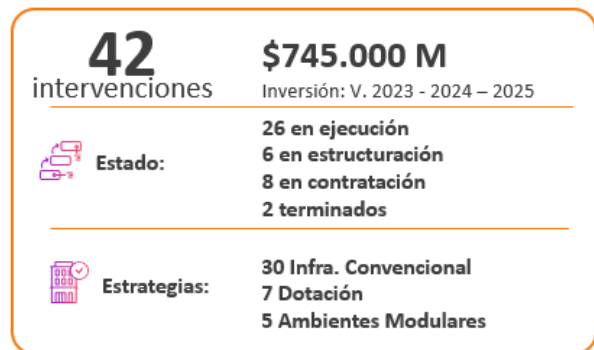 42
intervenciones
$745.000 M
Inversión: V. 2023 - 2024 – 2025
Estado:
26 en ejecución
6 en estructuración
8 en contratación
2 terminados
Estrategias:
30 Infra. Convencional
7 Dotación
5 Ambientes Modulares